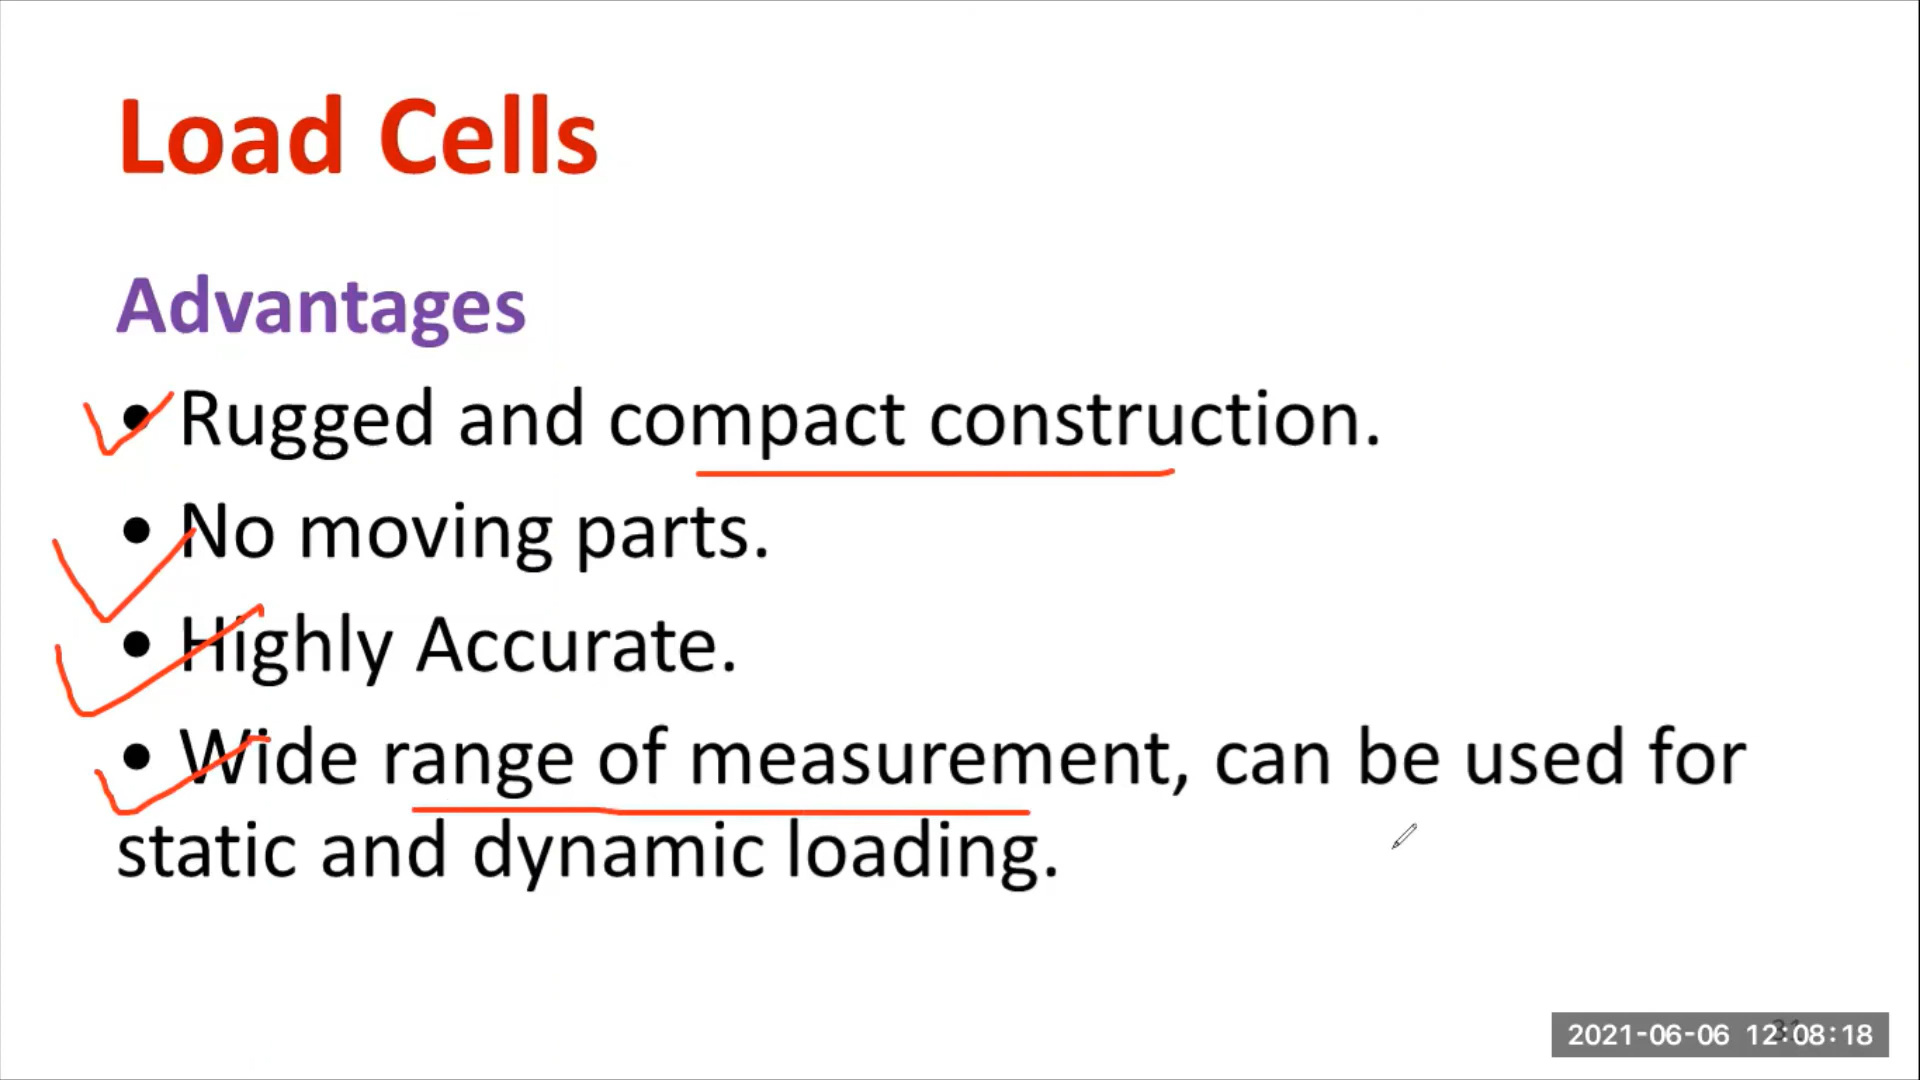 Load Cells
Advantages
• Rugged and compact construction.
• No moving parts.
• Highly Accurate.
• Wide range of measurement, can be used for
static and dynamic loading.
2021-06-06 12:08:18